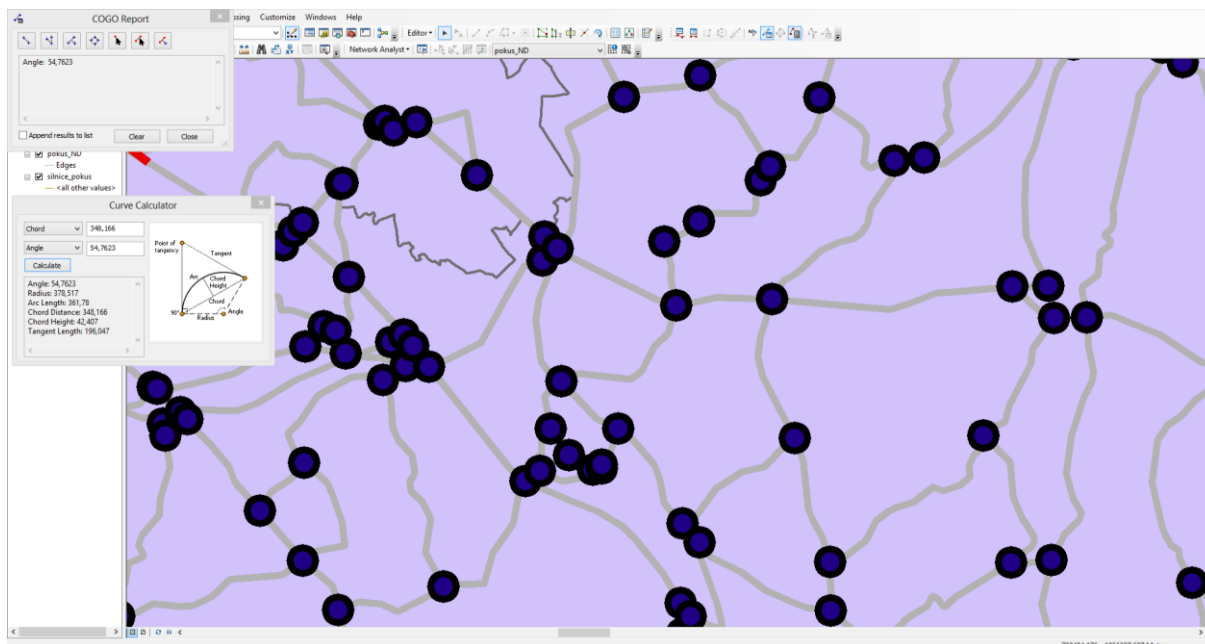 COGO Report
Customize Windows Help
Editor
Network Analyst
pokus_ND
Angle: 54,7623
Append results to list
Clear
Close
pokus_ND
Edges
silnice_pokus
<all other values>
Curve Calculator
Chord
348,166
Angle
54,7623
Calculate
Angle: 54,7623
Radius: 378,517
Arc Length: 361,78
Chord Distance: 348,166
Chord Height: 42,407
Tangent Length: 196,047
Point of
tangency
Tangent
Arc
Chord
Height
Chord
90°
Radius
Angle